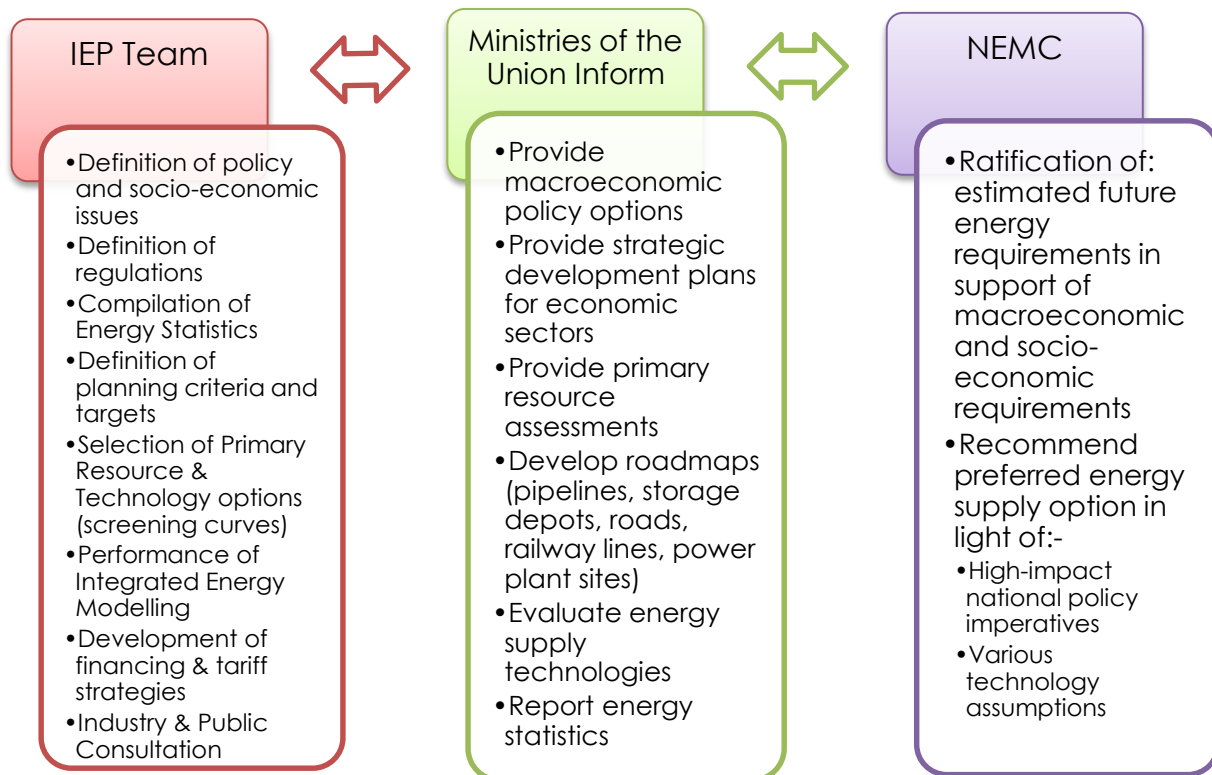 IEP Team
•Definition of policy
and socio-economic
issues
•Definition of
regulations
•Compilation of
Energy Statistics
•Definition of
planning criteria and
targets
•Selection of Primary
Resource &
Technology options
(screening curves)
•Performance of
Integrated Energy
Modelling
•Development of
financing & tariff
strategies
•Industry & Public
Consultation
Ministries of the
Union Inform
•Provide
macroeconomic
policy options
•Provide strategic
development plans
for economic
sectors
•Provide primary
resource
assessments
•Develop roadmaps
(pipelines, storage
depots, roads,
railway lines, power
plant sites)
•Evaluate energy
supply
technologies
•Report energy
statistics
NEMC
•Ratification of:
estimated future
energy
requirements in
support of
macroeconomic
and socio-
economic
requirements
•Recommend
preferred energy
supply option in
light of:-
•High-impact
national policy
imperatives
•Various
technology
assumptions